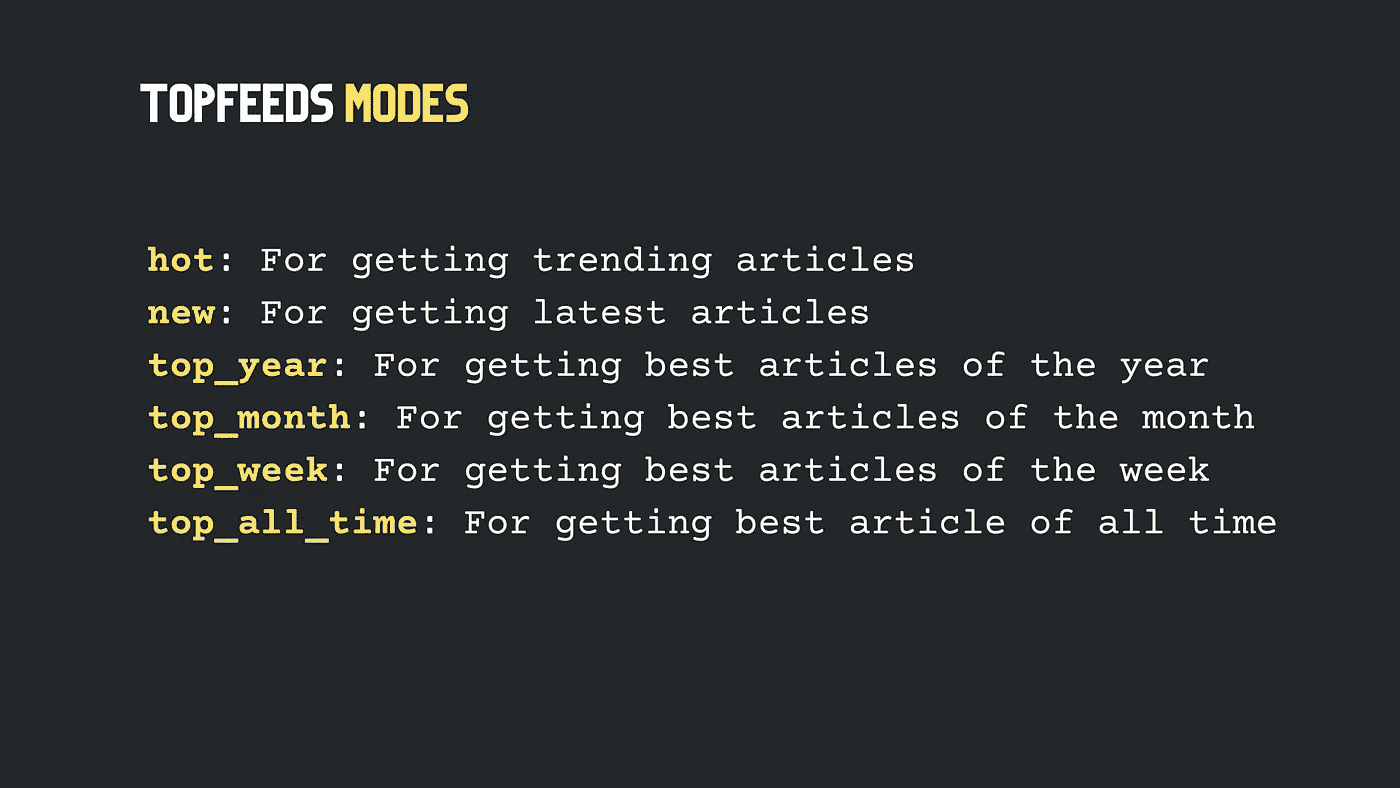 TOPFEEDS MODES
hot: For getting trending articles
new: For getting latest articles
top_year: For getting best articles of the year
top_month: For getting best articles of the month
top_week: For getting best articles of the week
top_all_time: For getting best article of all time